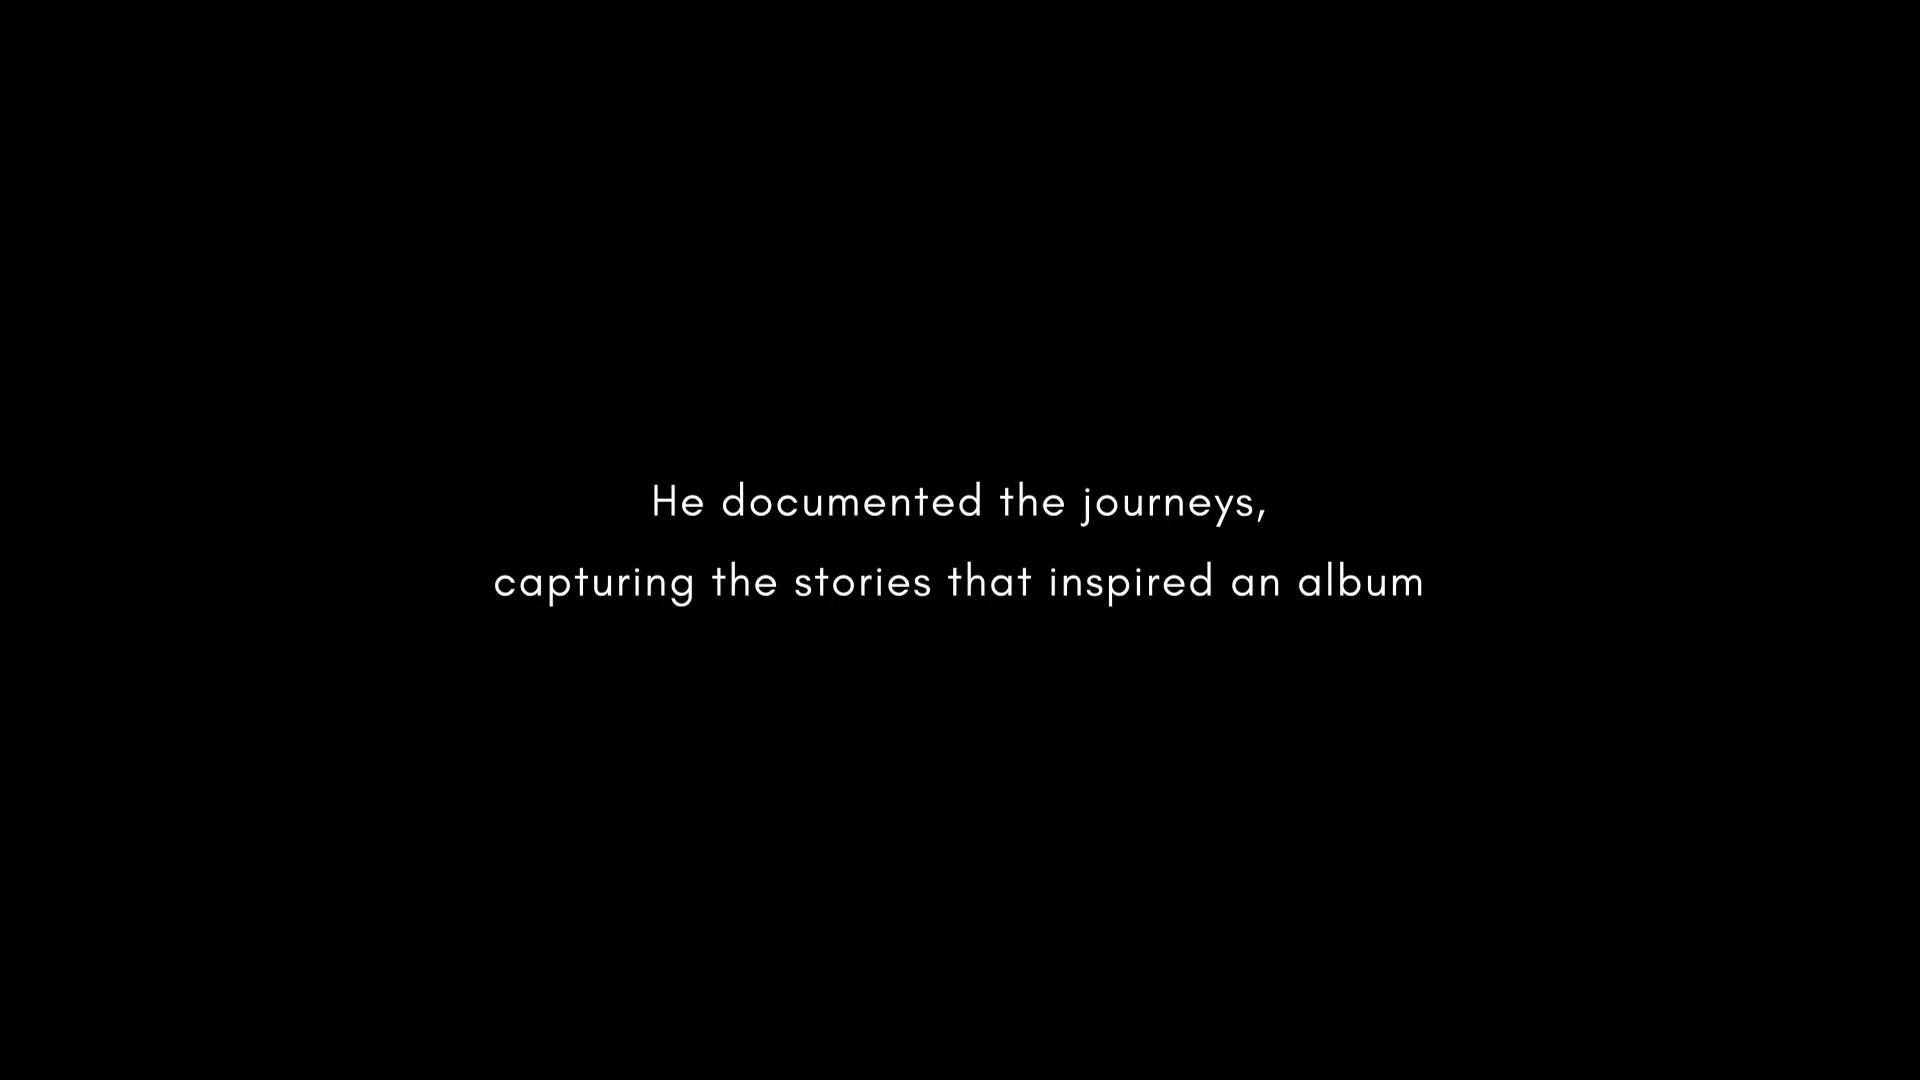 He documented the journeys,
capturing the stories that inspired an album